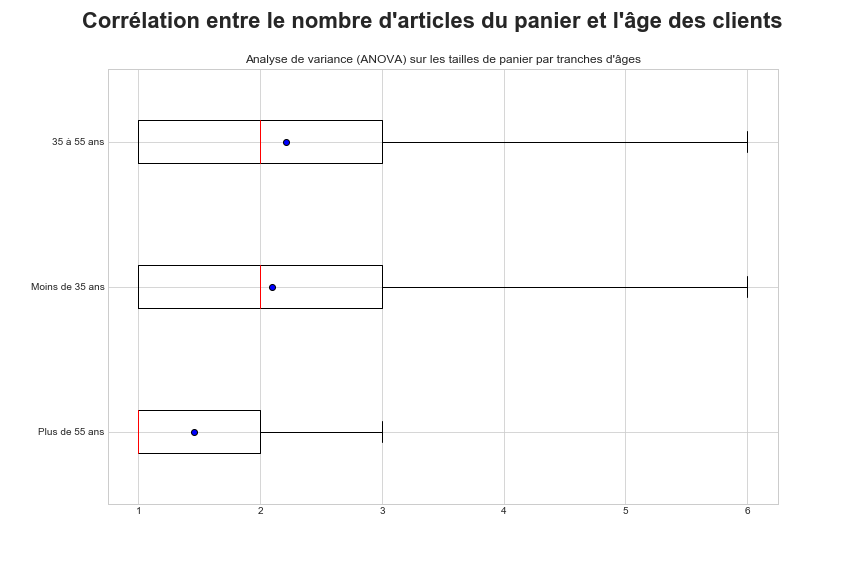 Corrélation entre le nombre d'articles du panier et l'âge des clients
Analyse de variance (ANOVA) sur les tailles de panier par tranches d'âges
35 à 55 ans
Moins de 35 ans
Plus de 55 ans
1 2 3 4 5 6